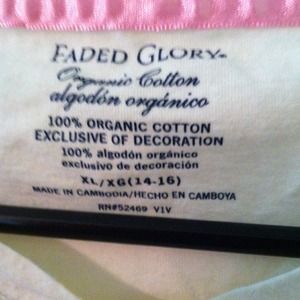 FADED GLORY®
Organic Cotton
algodón orgánico
100% ORGANIC COTTON
EXCLUSIVE OF DECORATION
100% algodón orgánico
exclusivo de decoración
XL/XG(14-16)
MADE IN CAMBODIA/HECHO EN CAMBOYA
RN#52469 V1V